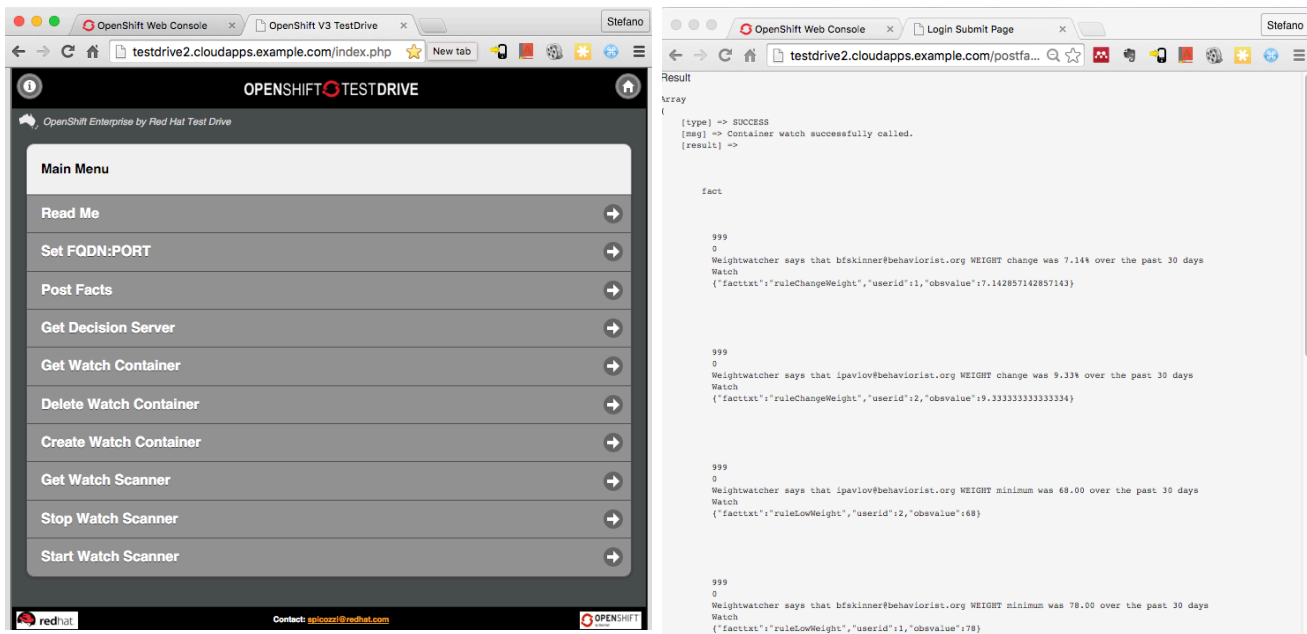 OpenShift Web Console
OpenShift V3 TestDrive
Stefano
testdrive2.cloudapps.example.com/index.php
New tab
OPENSHIFT TESTDRIVE
OpenShift Enterprise by Red Hat Test Drive
Main Menu
Read Me
Set FQDN:PORT
Post Facts
Get Decision Server
Get Watch Container
Delete Watch Container
Create Watch Container
Get Watch Scanner
Stop Watch Scanner
Start Watch Scanner
redhat
Contact: spicozzi@redhat.com
OPENSHIFT
OpenShift Web Console
Login Submit Page
Stefano
testdrive2.cloudapps.example.com/postfa...
Result
Array
(
[type] => SUCCESS
[msg] => Container watch successfully called.
[result] =>
fact
999
0
Weightwatcher says that bfskinner@behaviorist.org WEIGHT change was 7.14% over the past 30 days
Watch
{"facttxt":"ruleChangeWeight","userid":1,"obsvalue":7.142857142857143}
999
0
Weightwatcher says that ipavlov@behaviorist.org WEIGHT change was 9.33% over the past 30 days
Watch
{"facttxt":"ruleChangeWeight","userid":2,"obsvalue":9.333333333333334}
999
0
Weightwatcher says that ipavlov@behaviorist.org WEIGHT minimum was 68.00 over the past 30 days
Watch
{"facttxt":"ruleLowWeight","userid":2,"obsvalue":68}
999
0
Weightwatcher says that bfskinner@behaviorist.org WEIGHT minimum was 78.00 over the past 30 days
Watch
{"facttxt":"ruleLowWeight","userid":1,"obsvalue":78}